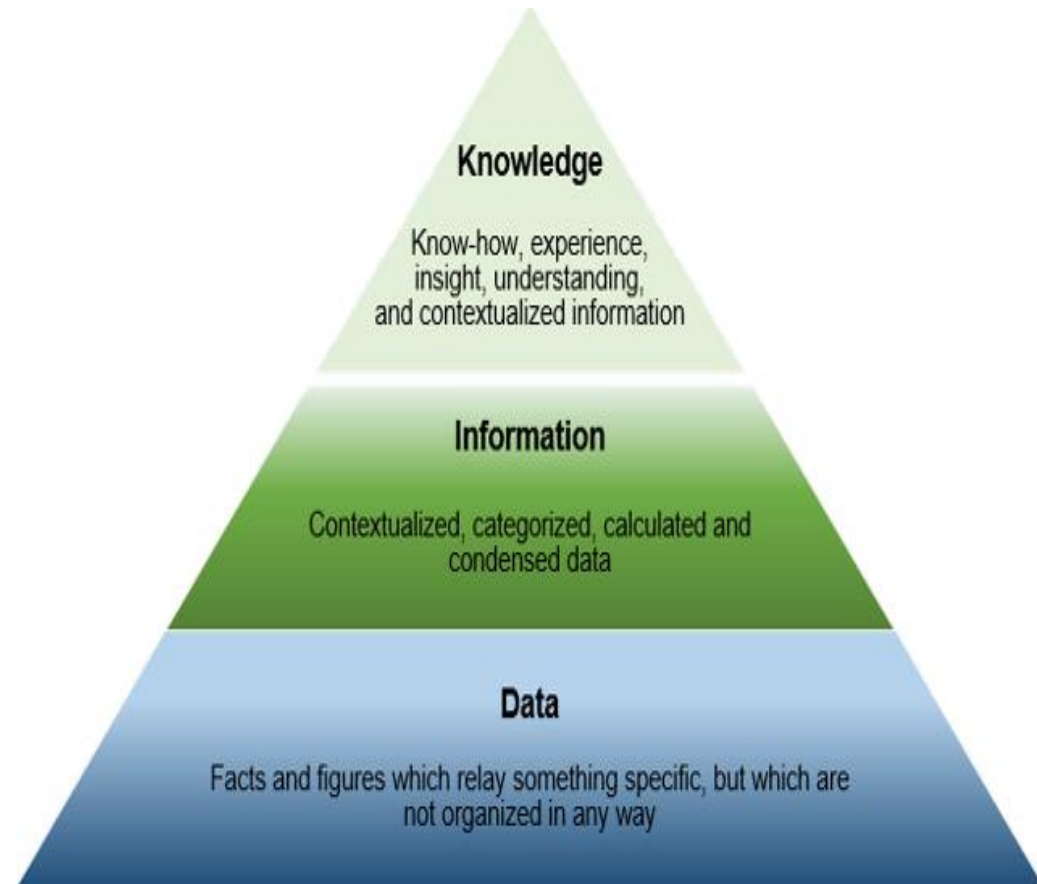 Knowledge
Know-how, experience,
insight, understanding,
and contextualized information
Information
Contextualized, categorized, calculated and
condensed data
Data
Facts and figures which relay something specific, but which are
not organized in any way